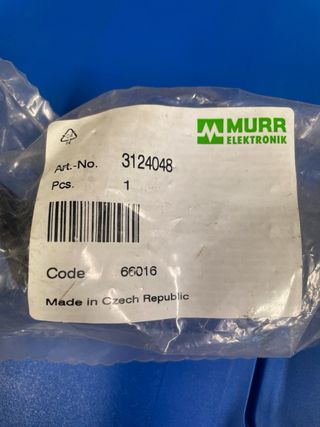 MURR
ELEKTRONIK
Art.-No. 3124048
Pcs. 1
Code 66016
Made in Czech Republic